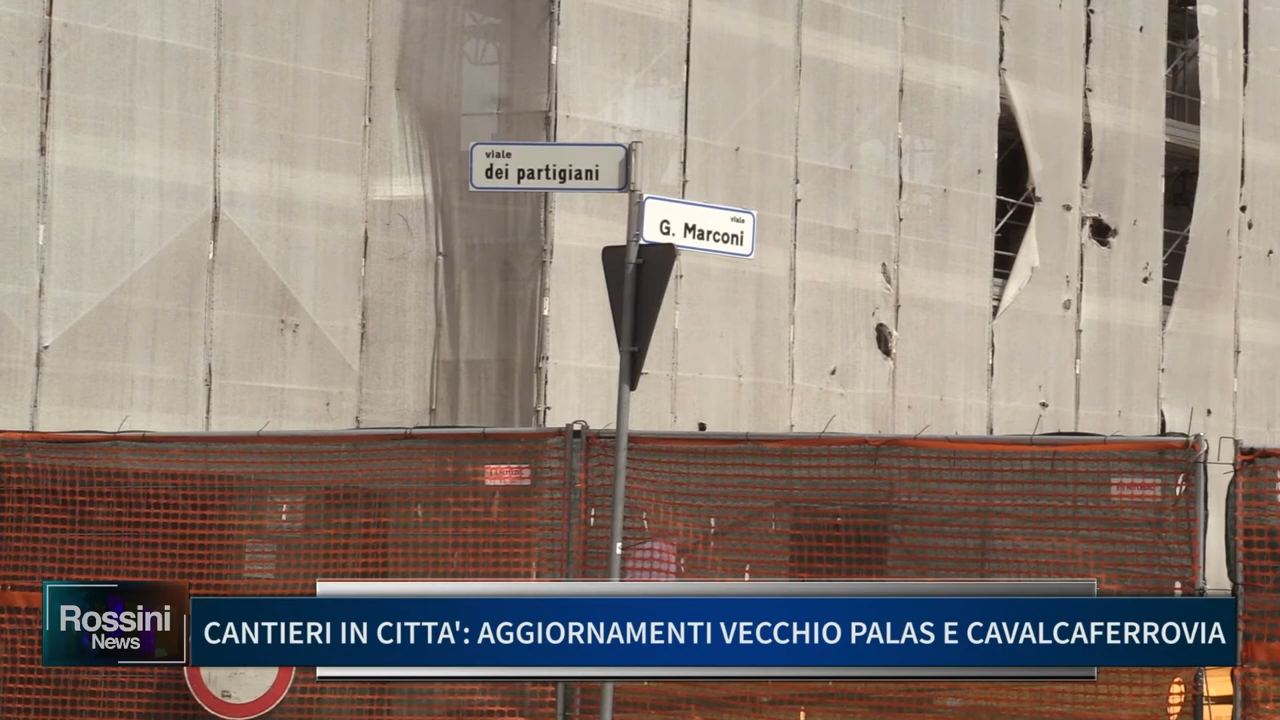 viale
dei partigiani
viale
G. Marconi
Rossini
News
CANTIERI IN CITTA': AGGIORNAMENTI VECCHIO PALAS E CAVALCAFERROVIA